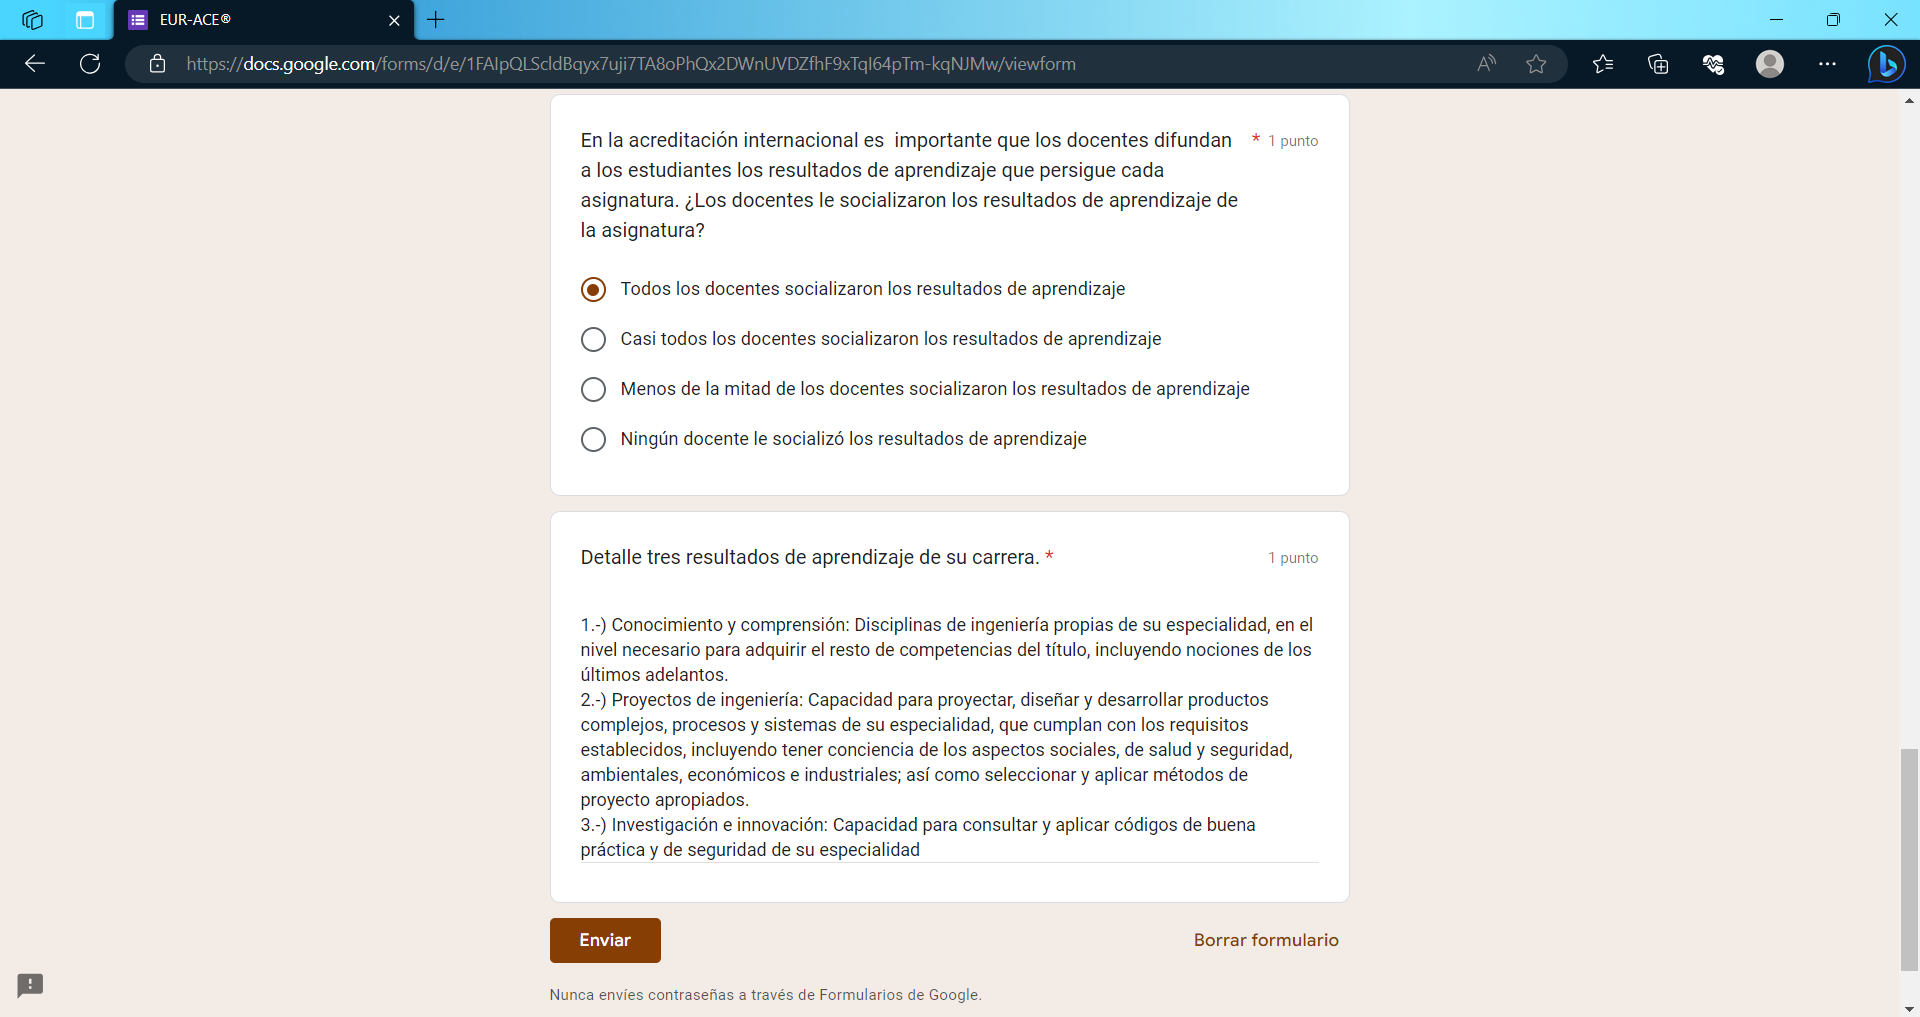 EUR-ACE®
https://docs.google.com/forms/d/e/1FAIpQLScldBqyx7uji7TA8oPhQx2DWnUVDZfhF9xTqI64pTm-kqNJMw/viewform
En la acreditación internacional es  importante que los docentes difundan * 1 punto
a los estudiantes los resultados de aprendizaje que persigue cada
asignatura. ¿Los docentes le socializaron los resultados de aprendizaje de
la asignatura?
Todos los docentes socializaron los resultados de aprendizaje
Casi todos los docentes socializaron los resultados de aprendizaje
Menos de la mitad de los docentes socializaron los resultados de aprendizaje
Ningún docente le socializó los resultados de aprendizaje
Detalle tres resultados de aprendizaje de su carrera. * 1 punto
1.-) Conocimiento y comprensión: Disciplinas de ingeniería propias de su especialidad, en el
nivel necesario para adquirir el resto de competencias del título, incluyendo nociones de los
últimos adelantos.
2.-) Proyectos de ingeniería: Capacidad para proyectar, diseñar y desarrollar productos
complejos, procesos y sistemas de su especialidad, que cumplan con los requisitos
establecidos, incluyendo tener conciencia de los aspectos sociales, de salud y seguridad,
ambientales, económicos e industriales; así como seleccionar y aplicar métodos de
proyecto apropiados.
3.-) Investigación e innovación: Capacidad para consultar y aplicar códigos de buena
práctica y de seguridad de su especialidad
Enviar Borrar formulario
Nunca envíes contraseñas a través de Formularios de Google.